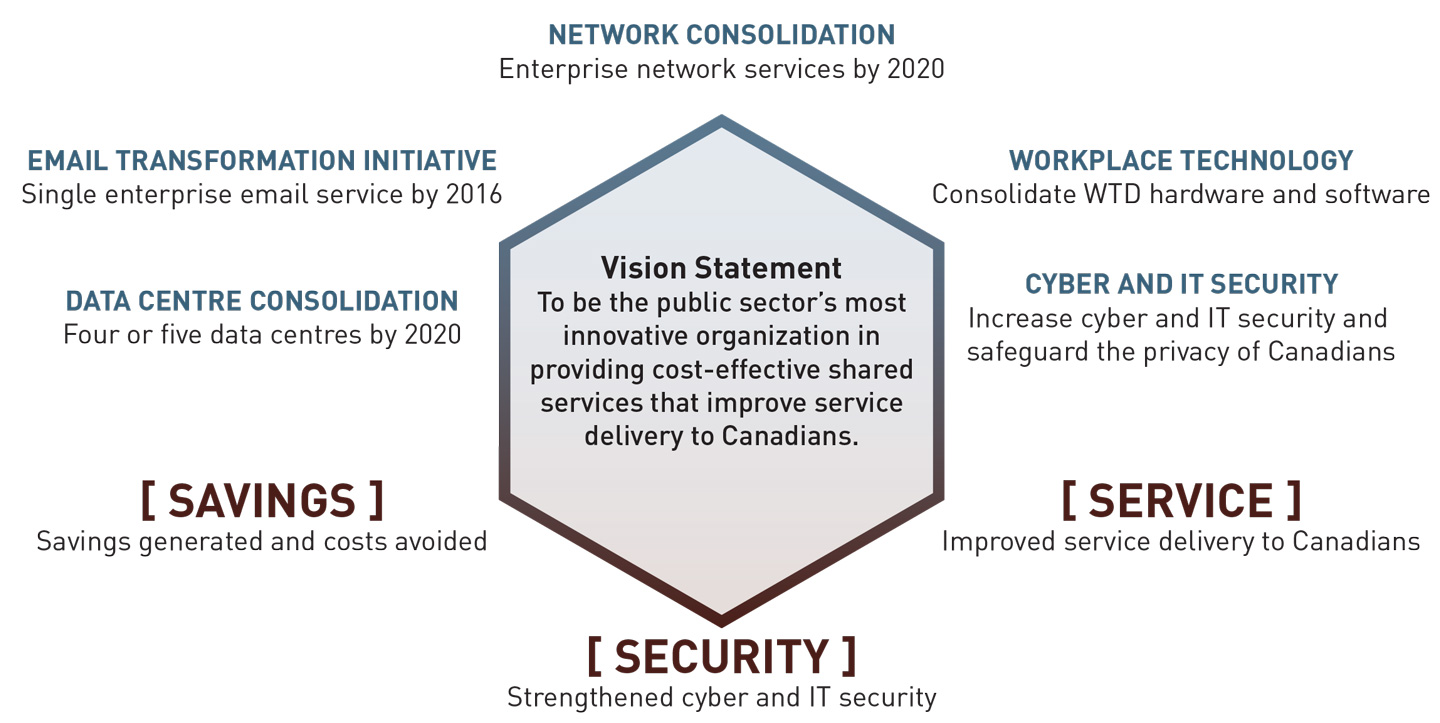 NETWORK CONSOLIDATION
Enterprise network services by 2020
EMAIL TRANSFORMATION INITIATIVE
Single enterprise email service by 2016
WORKPLACE TECHNOLOGY
Consolidate WTD hardware and software
DATA CENTRE CONSOLIDATION
Four or five data centres by 2020
Vision Statement
To be the public sector’s most
innovative organization in
providing cost-effective shared
services that improve service
delivery to Canadians.
CYBER AND IT SECURITY
Increase cyber and IT security and
safeguard the privacy of Canadians
[ SAVINGS ]
Savings generated and costs avoided
[ SERVICE ]
Improved service delivery to Canadians
[ SECURITY ]
Strengthened cyber and IT security